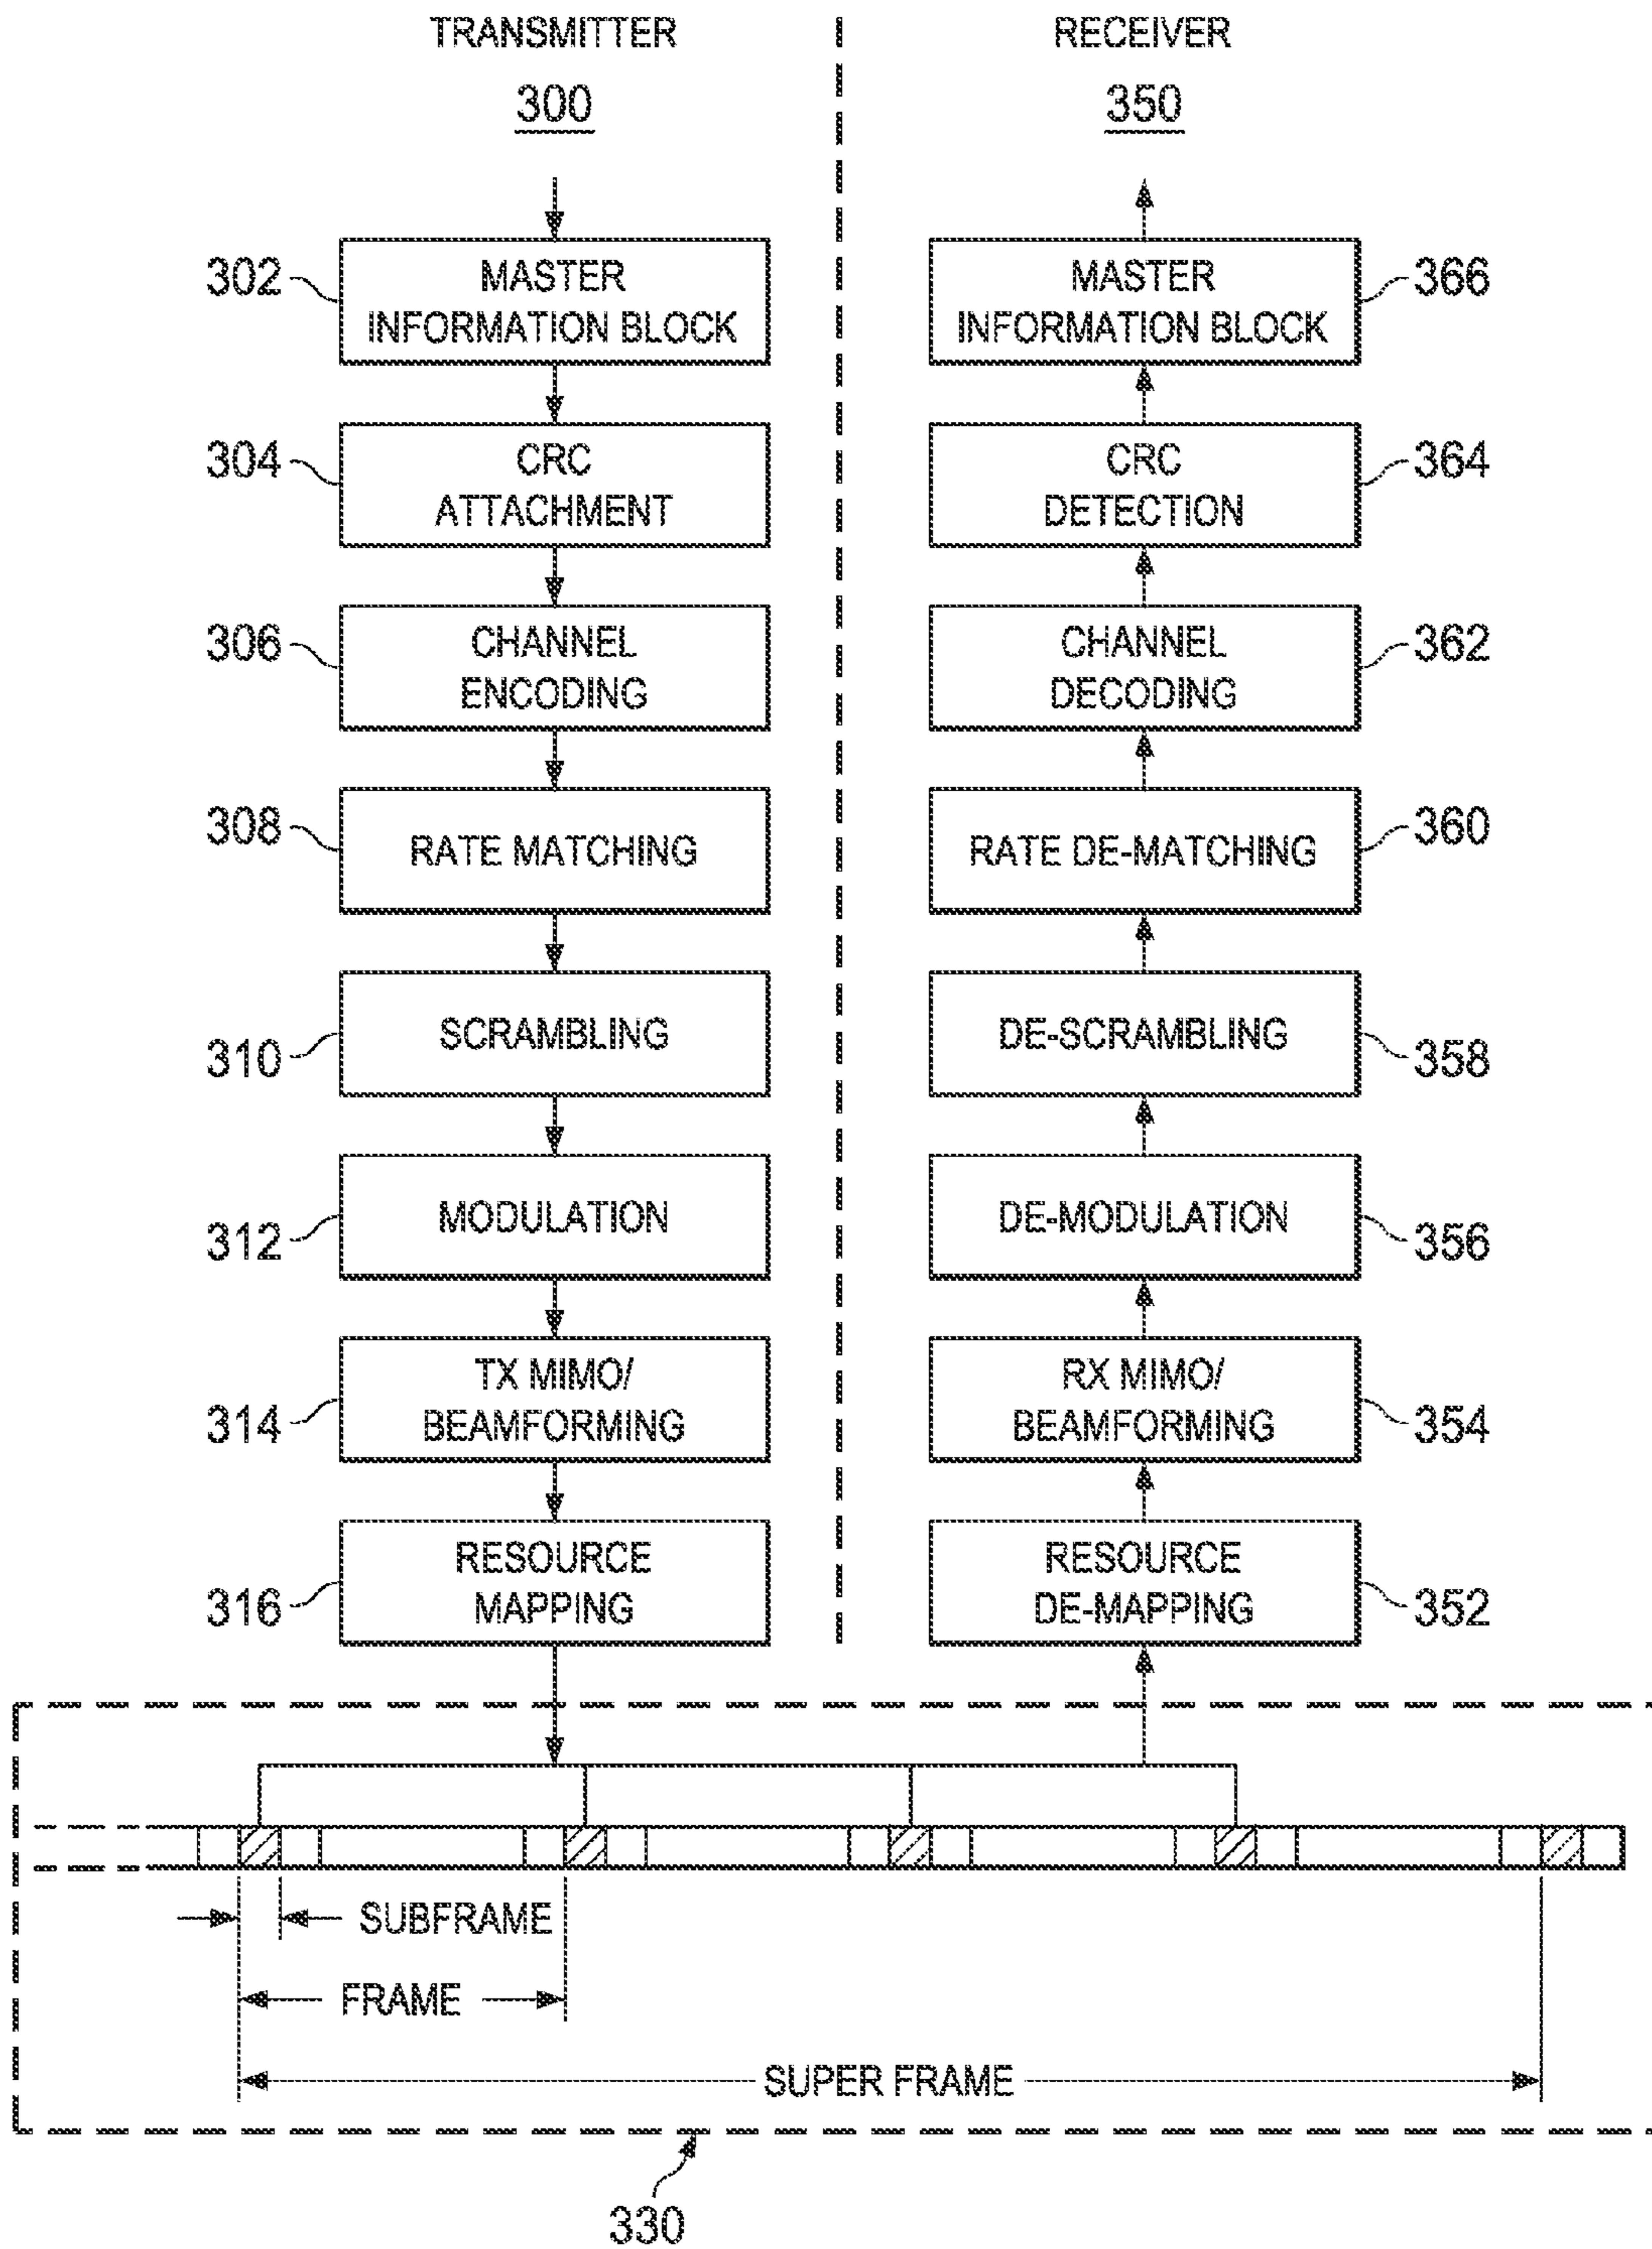 TRANSMITTER
300
RECEIVER
350
302
MASTER
INFORMATION BLOCK
MASTER
INFORMATION BLOCK
366
304
CRC
ATTACHMENT
CRC
DETECTION
364
306
CHANNEL
ENCODING
CHANNEL
DECODING
362
308
RATE MATCHING
RATE DE-MATCHING
360
310
SCRAMBLING
DE-SCRAMBLING
358
312
MODULATION
DE-MODULATION
356
314
TX MIMO/
BEAMFORMING
RX MIMO/
BEAMFORMING
354
316
RESOURCE
MAPPING
RESOURCE
DE-MAPPING
352
SUBFRAME
FRAME
SUPER FRAME
330